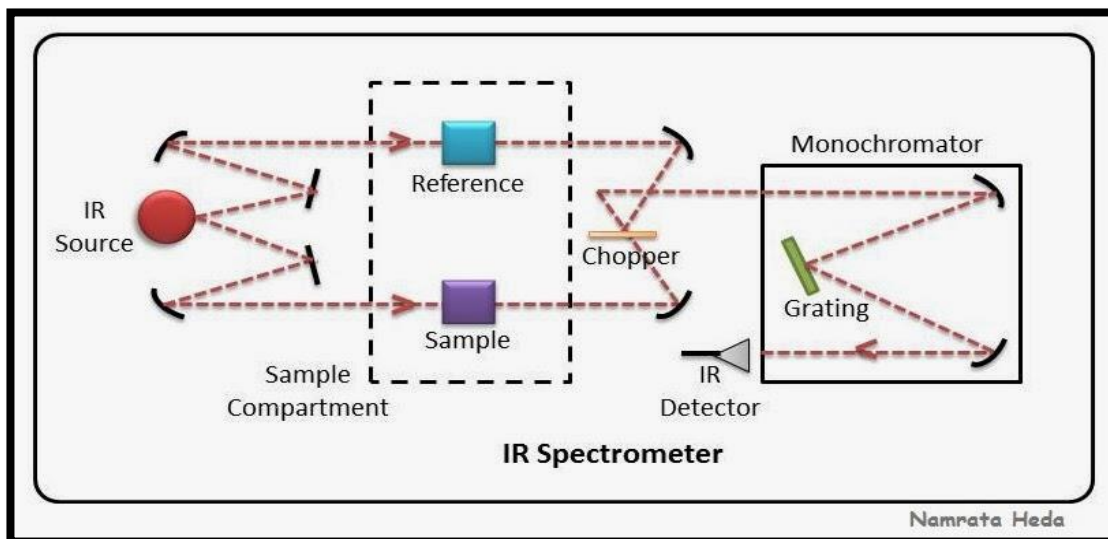 Monochromator
Reference
IR
Source
Chopper
Grating
Sample
Sample
Compartment
IR
Detector
IR Spectrometer
Namrata Heda